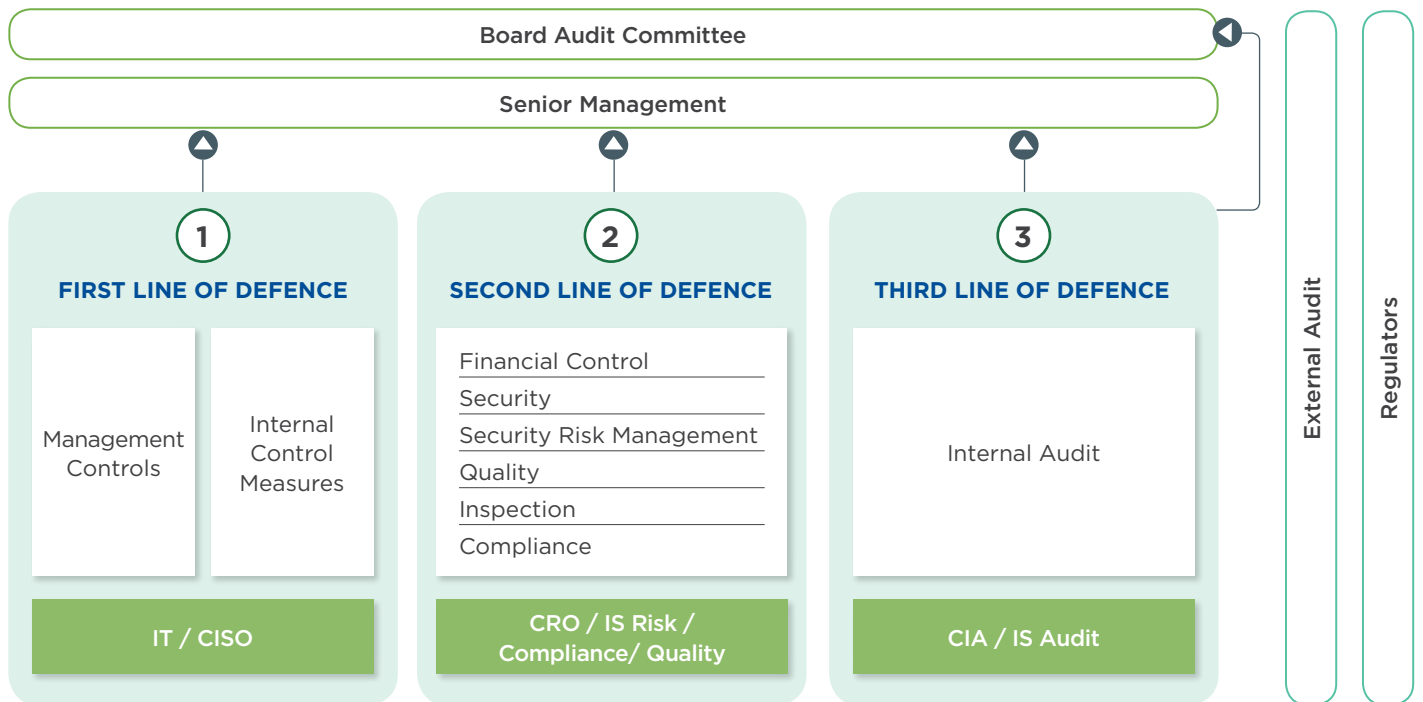 Board Audit Committee
Senior Management
1
FIRST LINE OF DEFENCE
Management
Controls
Internal
Control
Measures
IT / CISO
2
SECOND LINE OF DEFENCE
Financial Control
Security
Security Risk Management
Quality
Inspection
Compliance
CRO / IS Risk /
Compliance/ Quality
3
THIRD LINE OF DEFENCE
Internal Audit
CIA / IS Audit
External Audit
Regulators